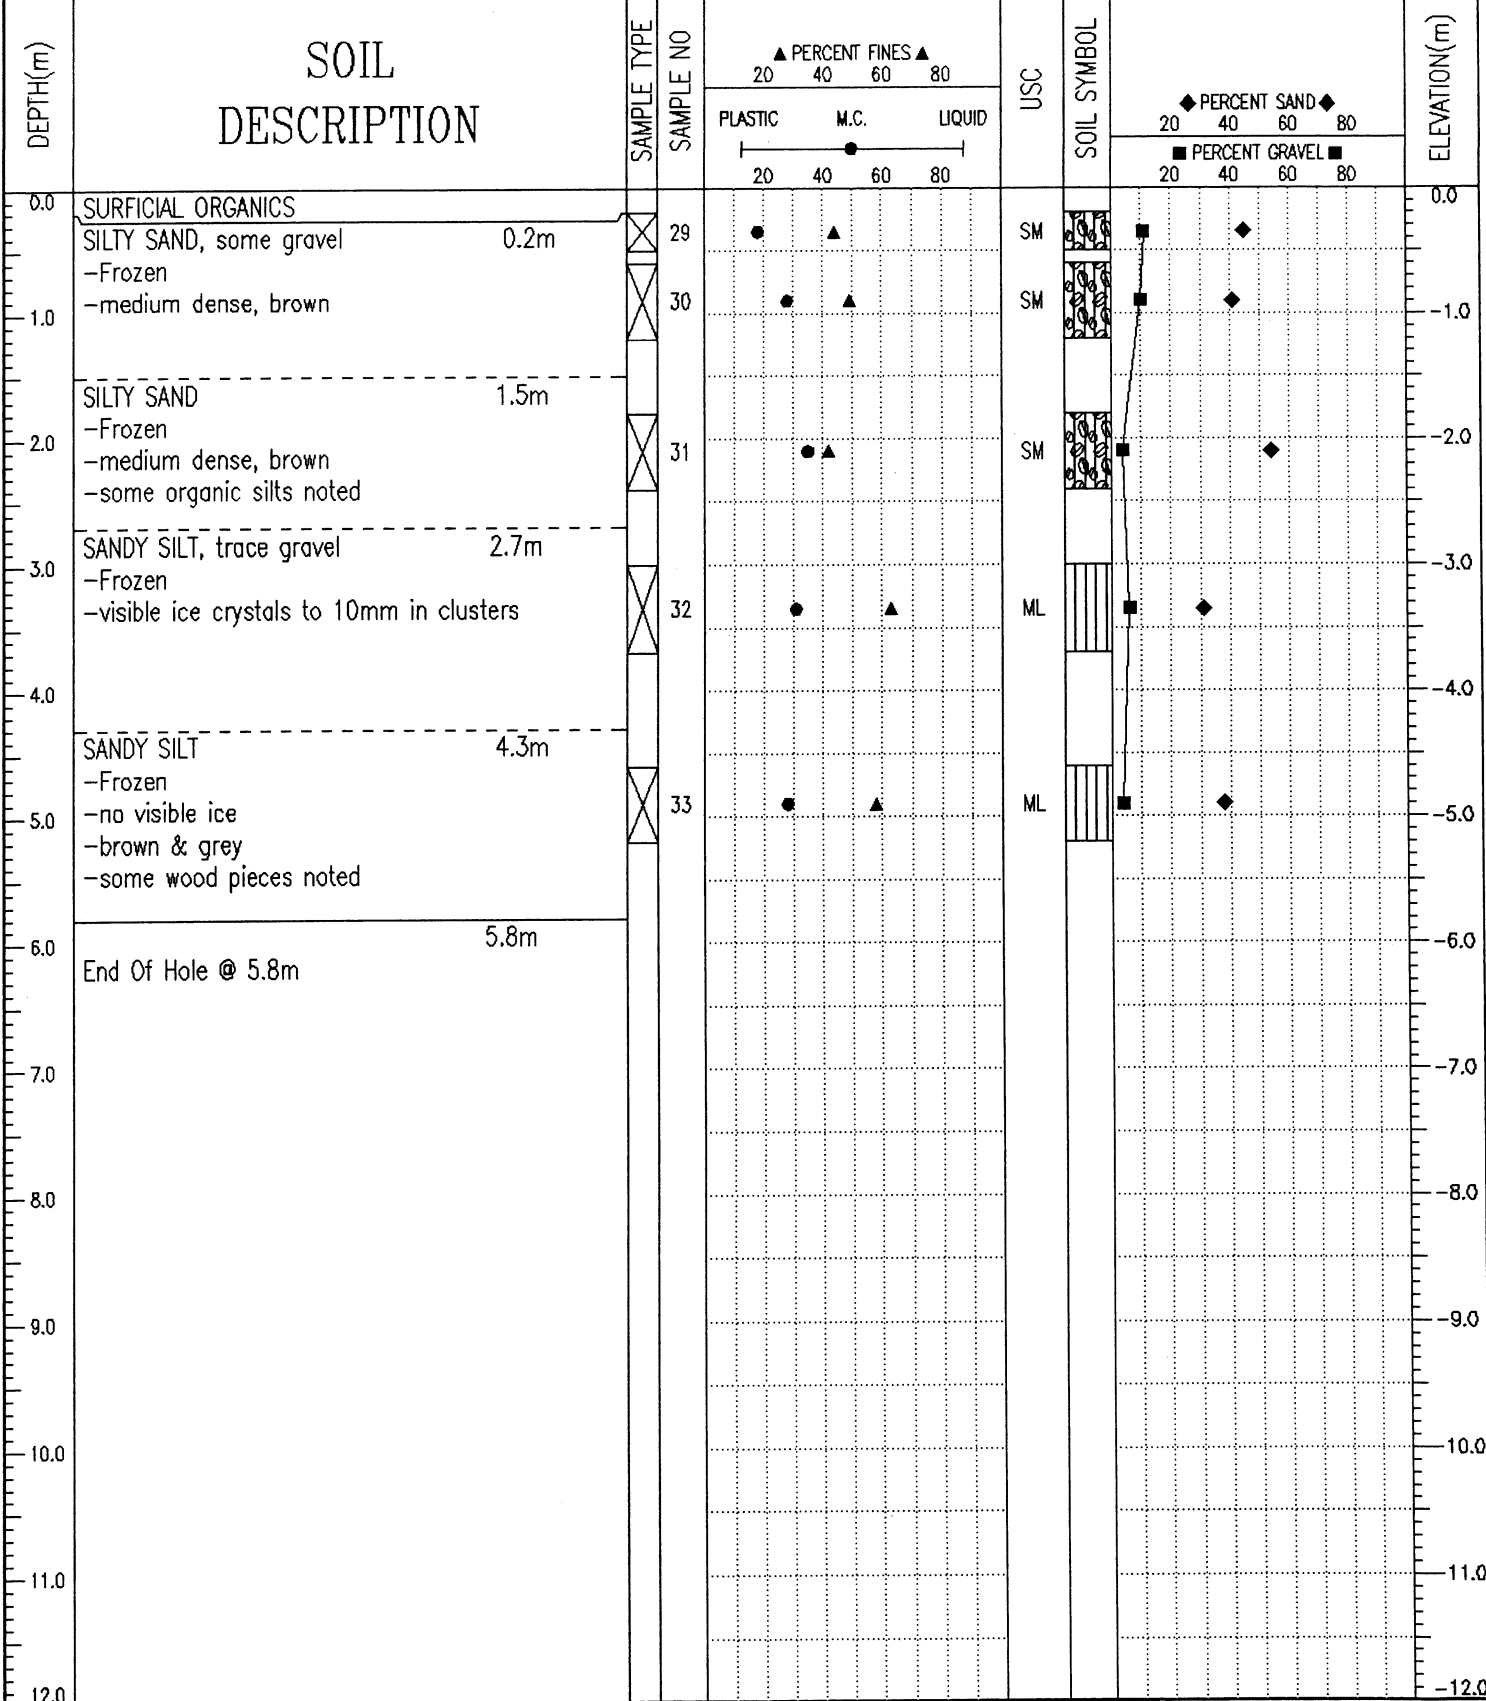 DEPTH(m)
SOIL
DESCRIPTION
SAMPLE TYPE
SAMPLE NO
▲ PERCENT FINES ▲
20 40 60 80
PLASTIC M.C. LIQUID
20 40 60 80
USC
SOIL SYMBOL
◆ PERCENT SAND ◆
20 40 60 80
■ PERCENT GRAVEL ■
20 40 60 80
ELEVATION(m)
0.0
SURFICIAL ORGANICS
0.0
SILTY SAND, some gravel 0.2m
29
SM
-Frozen
-medium dense, brown
30
SM
1.0
-1.0
SILTY SAND 1.5m
-Frozen
2.0
-2.0
-medium dense, brown
31
SM
-some organic silts noted
SANDY SILT, trace gravel 2.7m
3.0
-3.0
-Frozen
-visible ice crystals to 10mm in clusters
32
ML
4.0
-4.0
SANDY SILT 4.3m
-Frozen
-no visible ice
33
ML
5.0
-5.0
-brown & grey
-some wood pieces noted
5.8m
6.0
-6.0
End Of Hole @ 5.8m
7.0
-7.0
8.0
-8.0
9.0
-9.0
10.0
-10.0
11.0
-11.0
12.0
-12.0